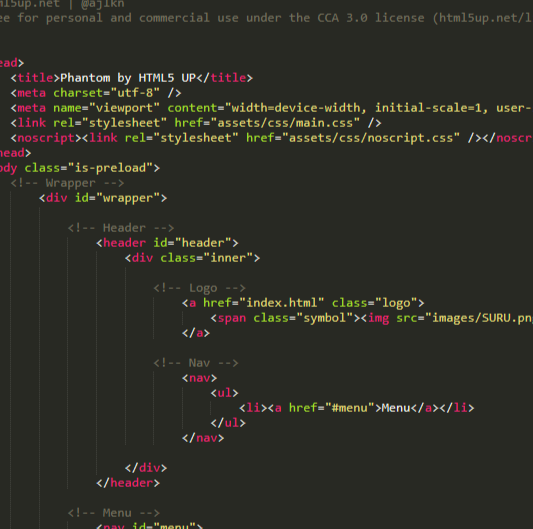 ml5up.net | @ajlkn
ee for personal and commercial use under the CCA 3.0 license (html5up.net/l
ead>
<title>Phantom by HTML5 UP</title>
<meta charset="utf-8" />
<meta name="viewport" content="width=device-width, initial-scale=1, user-
<link rel="stylesheet" href="assets/css/main.css" />
<noscript><link rel="stylesheet" href="assets/css/noscript.css" /></noscr
head>
ody class="is-preload">
<!-- Wrapper -->
<div id="wrapper">
<!-- Header -->
<header id="header">
<div class="inner">
<!-- Logo -->
<a href="index.html" class="logo">
<span class="symbol"><img src="images/SURU.pn
</a>
<!-- Nav -->
<nav>
<ul>
<li><a href="#menu">Menu</a></li>
</ul>
</nav>
</div>
</header>
<!-- Menu -->
<nav id="menu">